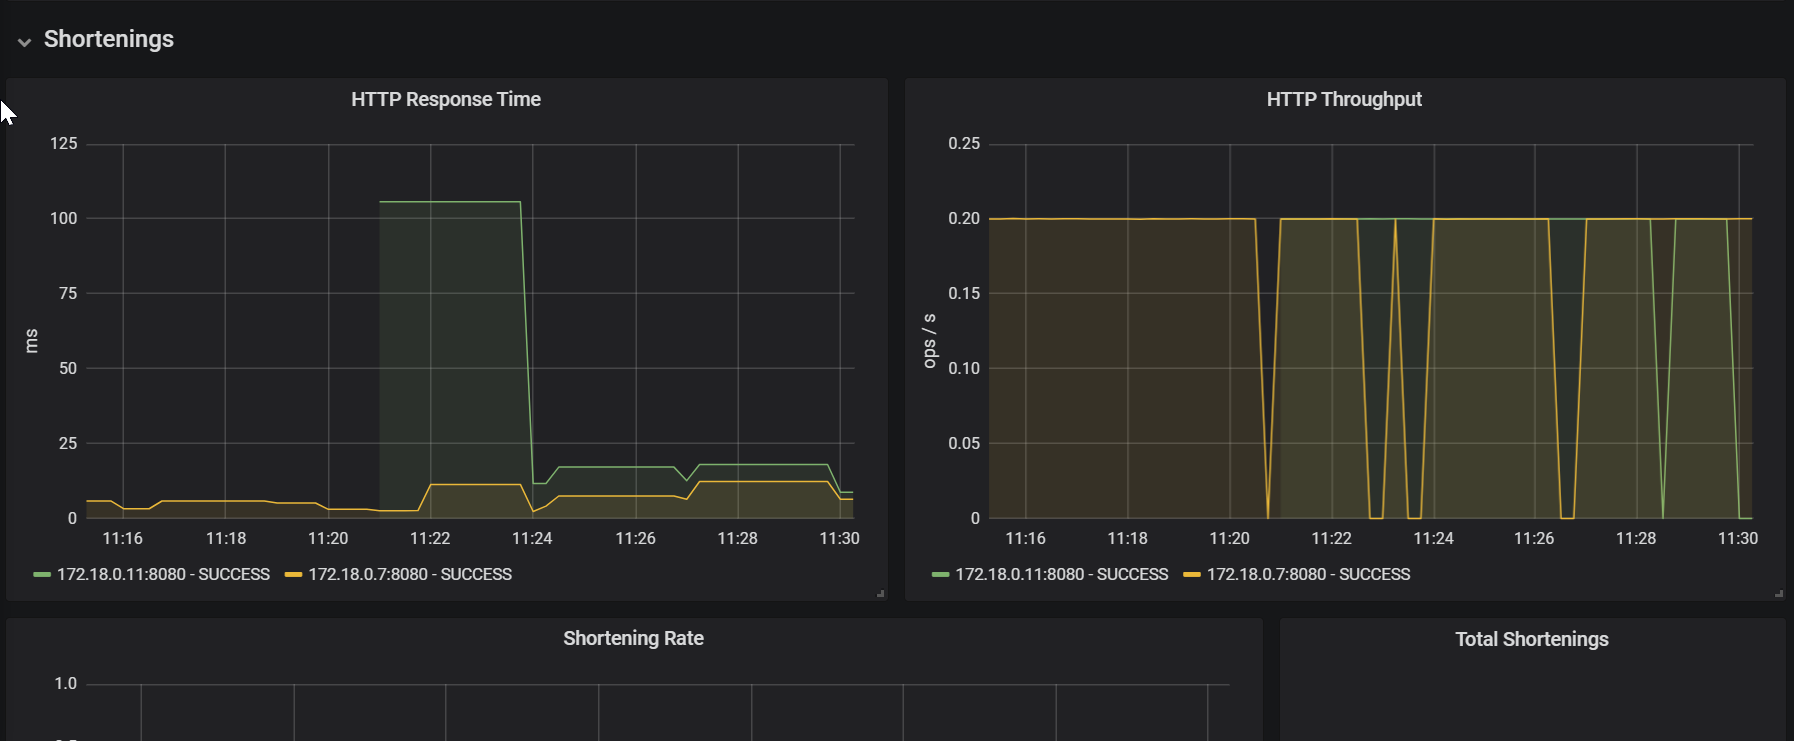 Shortenings
HTTP Response Time
125
100
75
50
25
0
ms
11:16 11:18 11:20 11:22 11:24 11:26 11:28 11:30
172.18.0.11:8080 - SUCCESS 172.18.0.7:8080 - SUCCESS
HTTP Throughput
0.25
0.20
0.15
0.10
0.05
0
ops / s
11:16 11:18 11:20 11:22 11:24 11:26 11:28 11:30
172.18.0.11:8080 - SUCCESS 172.18.0.7:8080 - SUCCESS
Shortening Rate
1.0
Total Shortenings